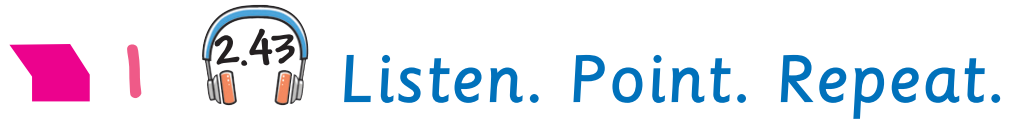 1 2.43 Listen. Point. Repeat.